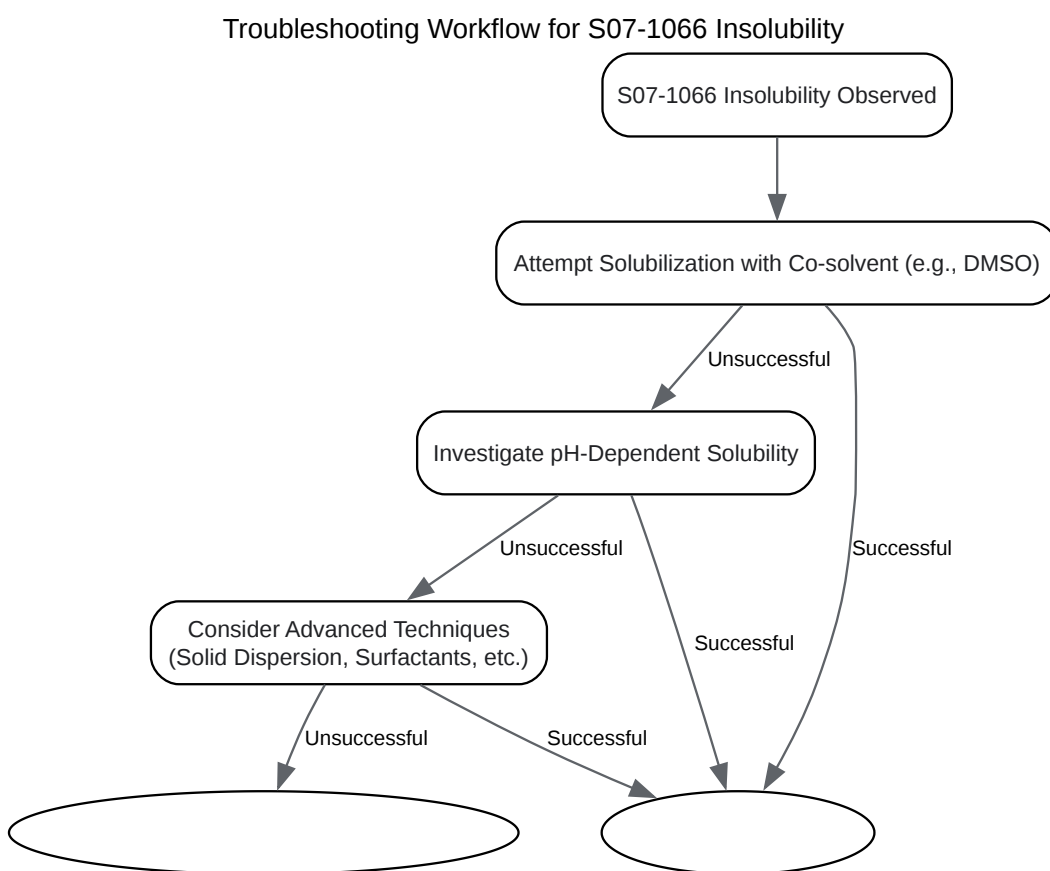 Troubleshooting Workflow for S07-1066 Insolubility
S07-1066 Insolubility Observed
Attempt Solubilization with Co-solvent (e.g., DMSO)
Unsuccessful
Investigate pH-Dependent Solubility
Unsuccessful
Successful
Consider Advanced Techniques
(Solid Dispersion, Surfactants, etc.)
Successful
Unsuccessful
Successful